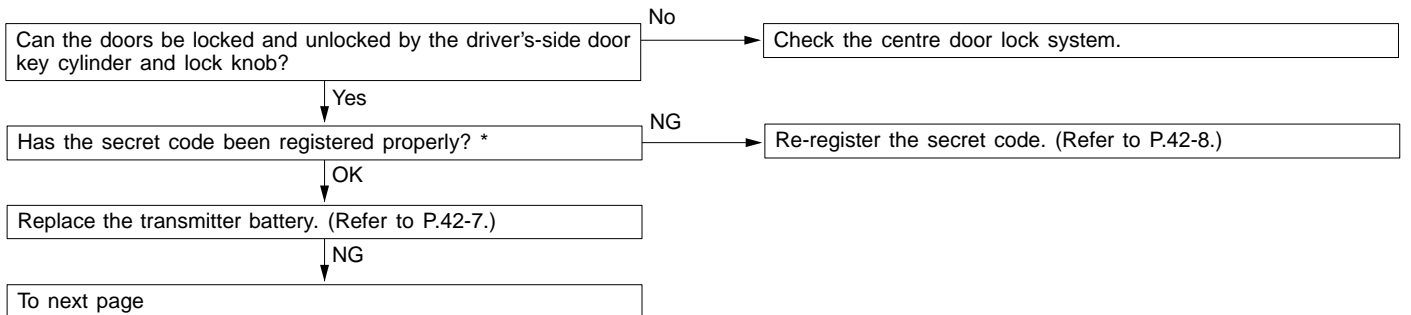 No
Can the doors be locked and unlocked by the driver's-side door
key cylinder and lock knob?
Check the centre door lock system.
Yes
Has the secret code been registered properly? *
NG
Re-register the secret code. (Refer to P.42-8.)
OK
Replace the transmitter battery. (Refer to P.42-7.)
NG
To next page